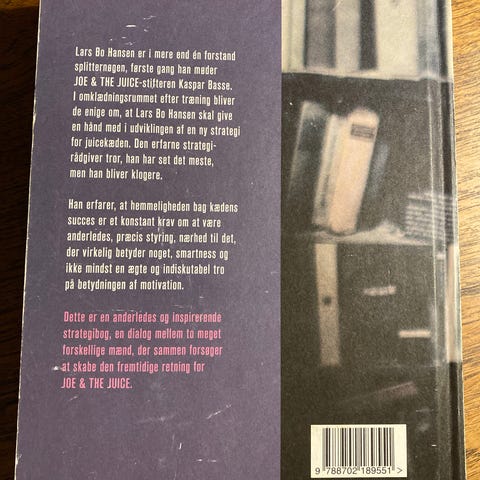 Lars Bo Hansen er i mere end én forstand
splitternøgen, første gang han møder
JOE & THE JUICE-stifteren Kaspar Basse.
I omklædningsrummet efter træning bliver
de enige om, at Lars Bo Hansen skal give
en hånd med i udviklingen af en ny strategi
for juicekæden. Den erfarne strategi-
rådgiver tror, han har set det meste,
men han bliver klogere.
Han erfarer, at hemmeligheden bag kædens
succes er et konstant krav om at være
anderledes, præcis styring, nærhed til det,
der virkelig betyder noget, smartness og
ikke mindst en ægte og indiskutabel tro
på betydningen af motivation.
Dette er en anderledes og inspirerende
strategibog, en dialog mellem to meget
forskellige mænd, der sammen forsøger
at skabe den fremtidige retning for
JOE & THE JUICE.
9 788702 189551 >